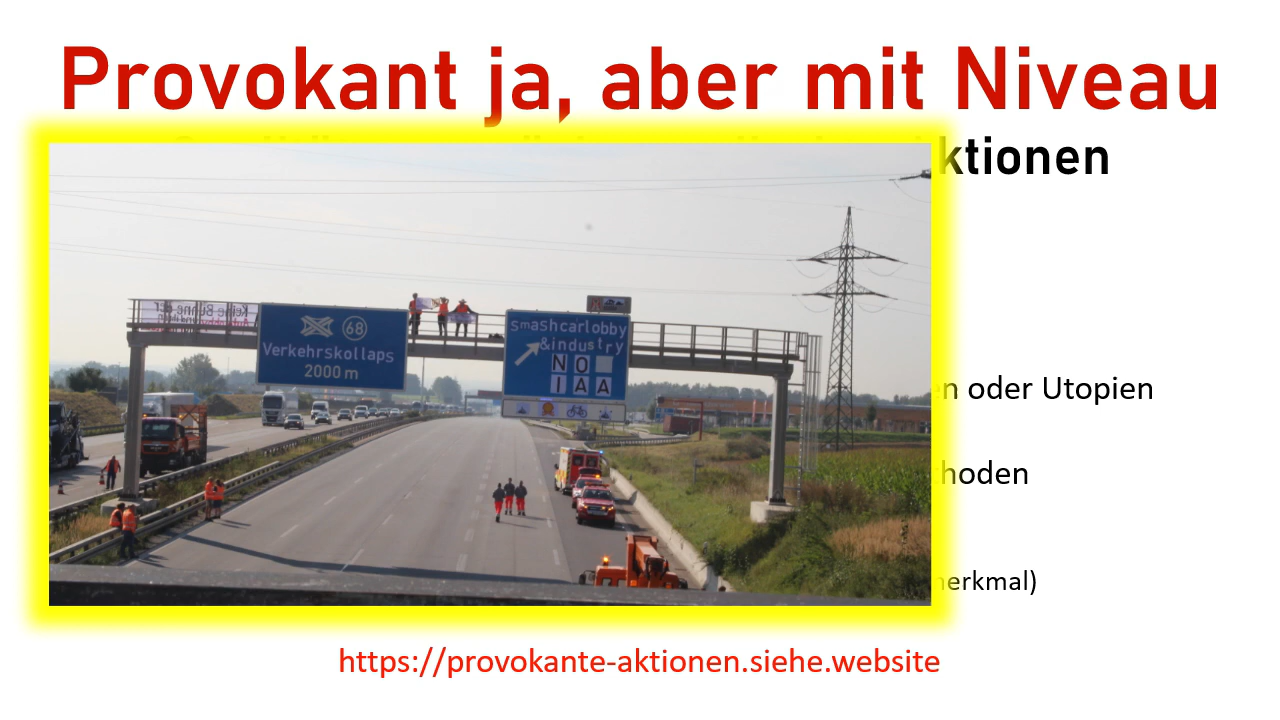 Provokant ja, aber mit Niveau
ktionen
68
Verkehrskollaps
2000 m
smashcarlobby
&industry
NO
IAA
n oder Utopien
hoden
erkmal)
https://provokante-aktionen.siehe.website